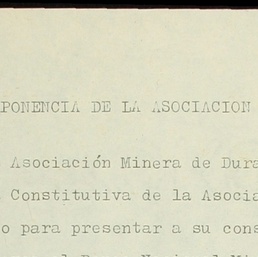 PONENCIA DE LA ASOCIACION
Asociación Minera de Dura
Constitutiva de la Asocia
o para presentar a su cons